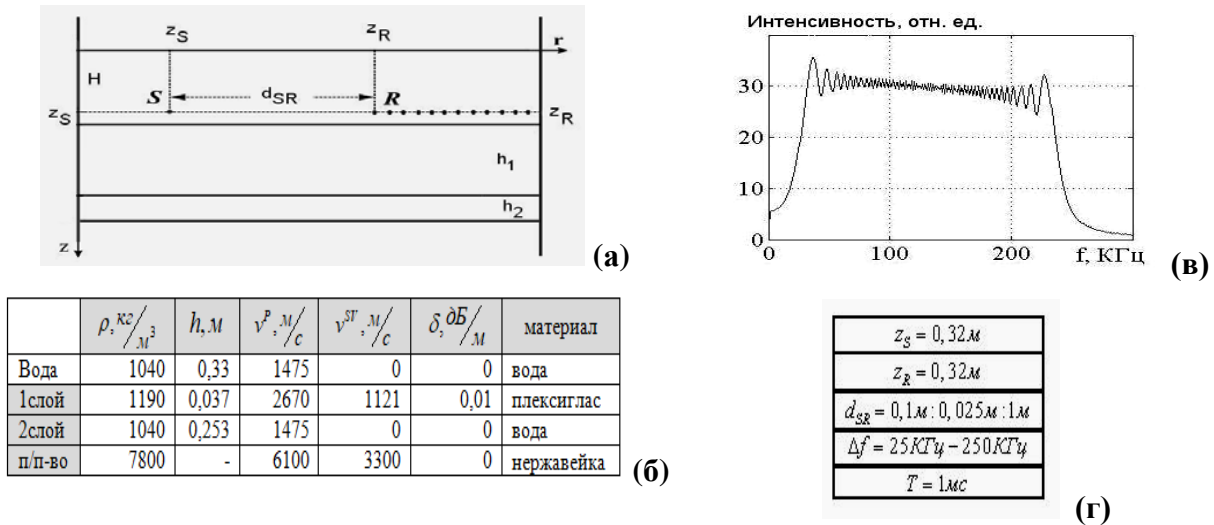 z_S z_R
r
H
S d_SR R
z_S z_R
h_1
h_2
z
(а)
Интенсивность, отн. ед.
30
20
10
0
0 100 200 f, КГц
(в)
ρ, кг/м³ h, м v^P, м/с v^SV, м/с δ, дБ/м материал
Вода 1040 0,33 1475 0 0 вода
1слой 1190 0,037 2670 1121 0,01 плексиглас
2слой 1040 0,253 1475 0 0 вода
п/п-во 7800 - 6100 3300 0 нержавейка
(б)
z_S = 0,32м
z_R = 0,32м
d_SR = 0,1м : 0,025м : 1м
Δf = 25КГц – 250КГц
T = 1мс
(г)